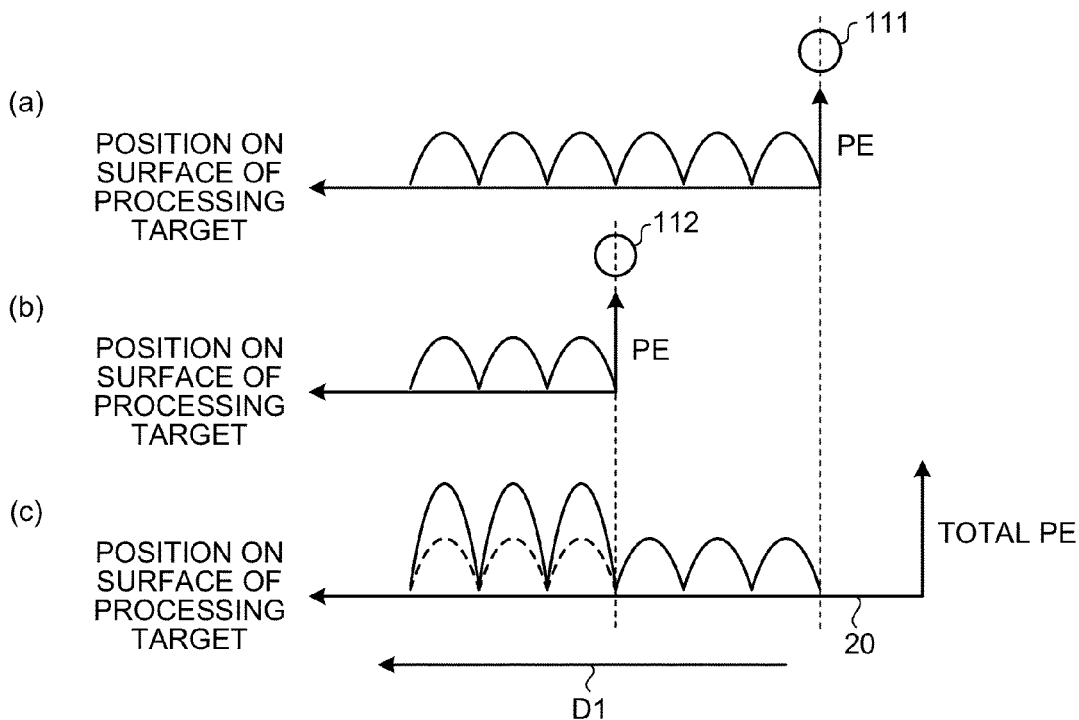 111
(a)
POSITION ON
SURFACE OF
PROCESSING
TARGET
PE
112
(b)
POSITION ON
SURFACE OF
PROCESSING
TARGET
PE
(c)
POSITION ON
SURFACE OF
PROCESSING
TARGET
TOTAL PE
20
D1